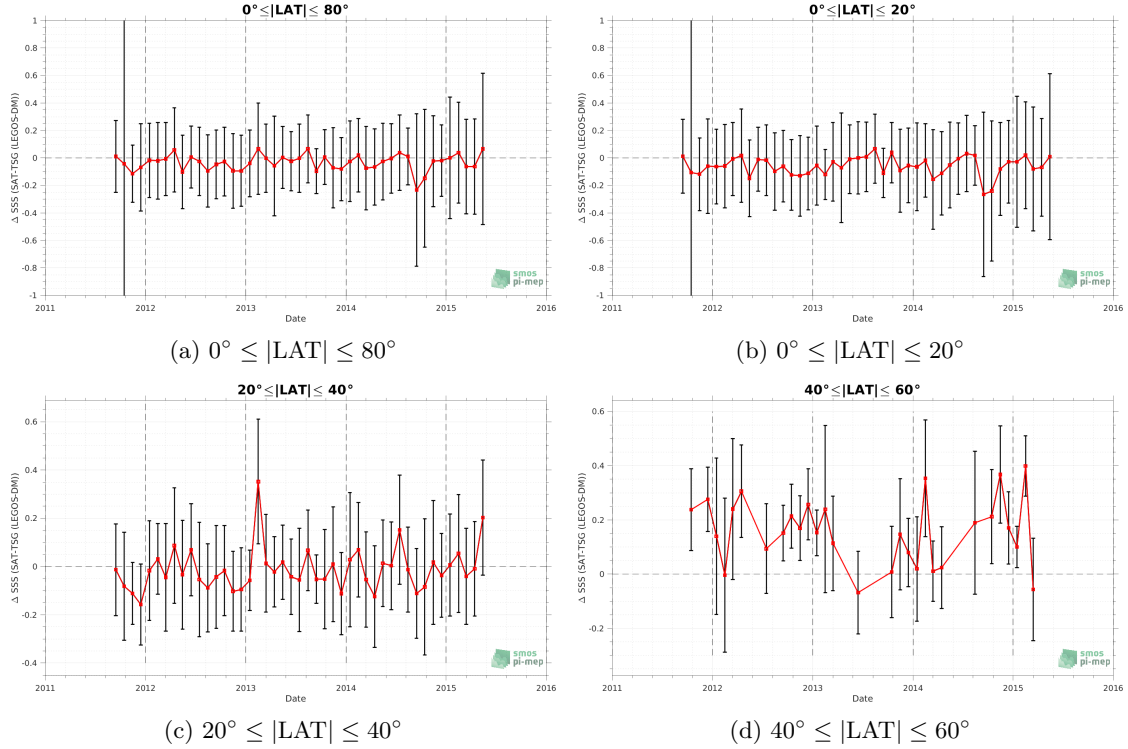 0°≤|LAT|≤ 80°
1
0.8
0.6
0.4
0.2
0
-0.2
-0.4
-0.6
-0.8
-1
Δ SSS (SAT-TSG (LEGOS-DM))
2011
2012
2013
2014
2015
2016
Date
smos
pi-mep
(a) 0° ≤ |LAT| ≤ 80°
0°≤|LAT|≤ 20°
1
0.8
0.6
0.4
0.2
0
-0.2
-0.4
-0.6
-0.8
-1
Δ SSS (SAT-TSG (LEGOS-DM))
2011
2012
2013
2014
2015
2016
Date
smos
pi-mep
(b) 0° ≤ |LAT| ≤ 20°
20°≤|LAT|≤ 40°
0.6
0.4
0.2
0
-0.2
-0.4
Δ SSS (SAT-TSG (LEGOS-DM))
2011
2012
2013
2014
2015
2016
Date
smos
pi-mep
(c) 20° ≤ |LAT| ≤ 40°
40°≤|LAT|≤ 60°
0.6
0.4
0.2
0
-0.2
Δ SSS (SAT-TSG (LEGOS-DM))
2011
2012
2013
2014
2015
2016
Date
smos
pi-mep
(d) 40° ≤ |LAT| ≤ 60°